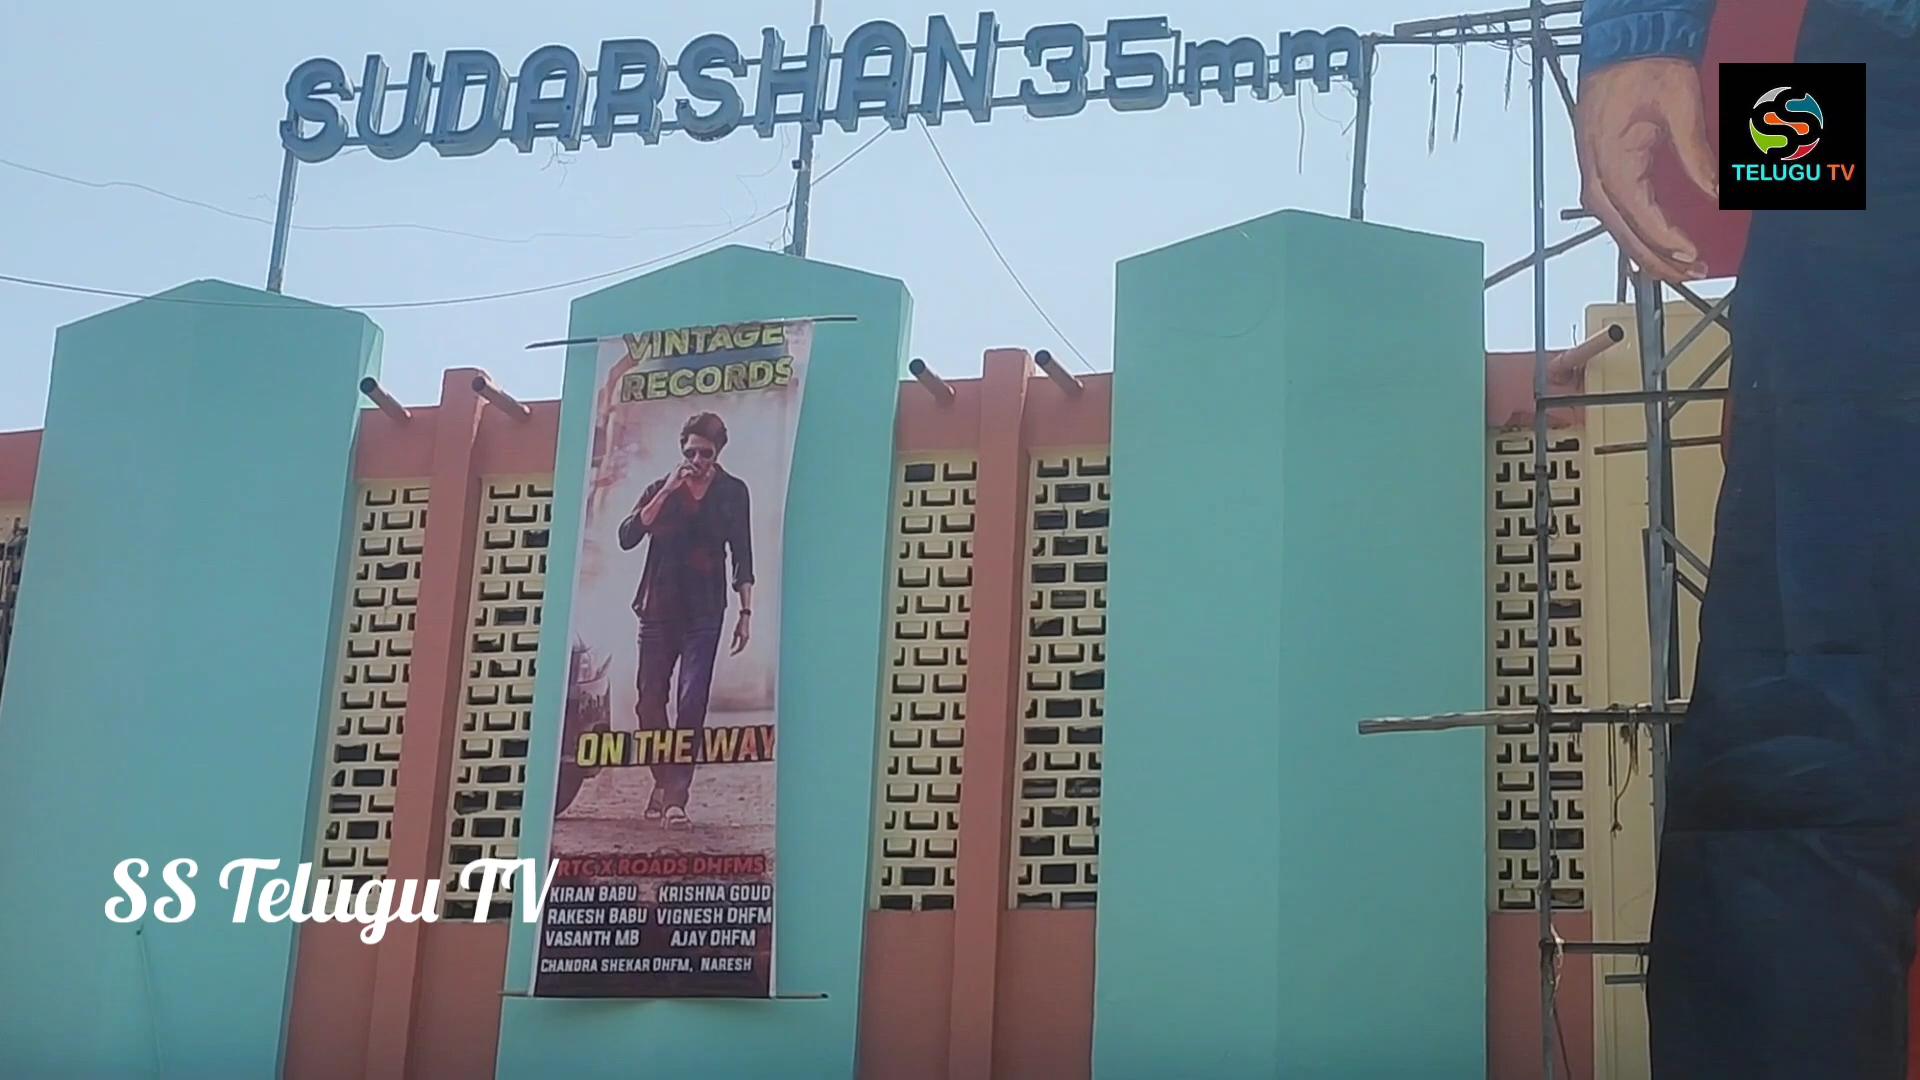 SUDARSHAN 35mm
TELUGU TV
VINTAGE
RECORDS
ON THE WAY
RTC X ROADS DHFMS
KIRAN BABU KRISHNA GOUD
RAKESH BABU VIGNESH DHFM
VASANTH MB AJAY DHFM
CHANDRA SHEKAR DHFM, NARESH
SS Telugu TV